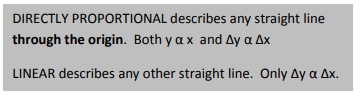 DIRECTLY PROPORTIONAL describes any straight line
through the origin. Both y α x and Δy α Δx
LINEAR describes any other straight line. Only Δy α Δx.